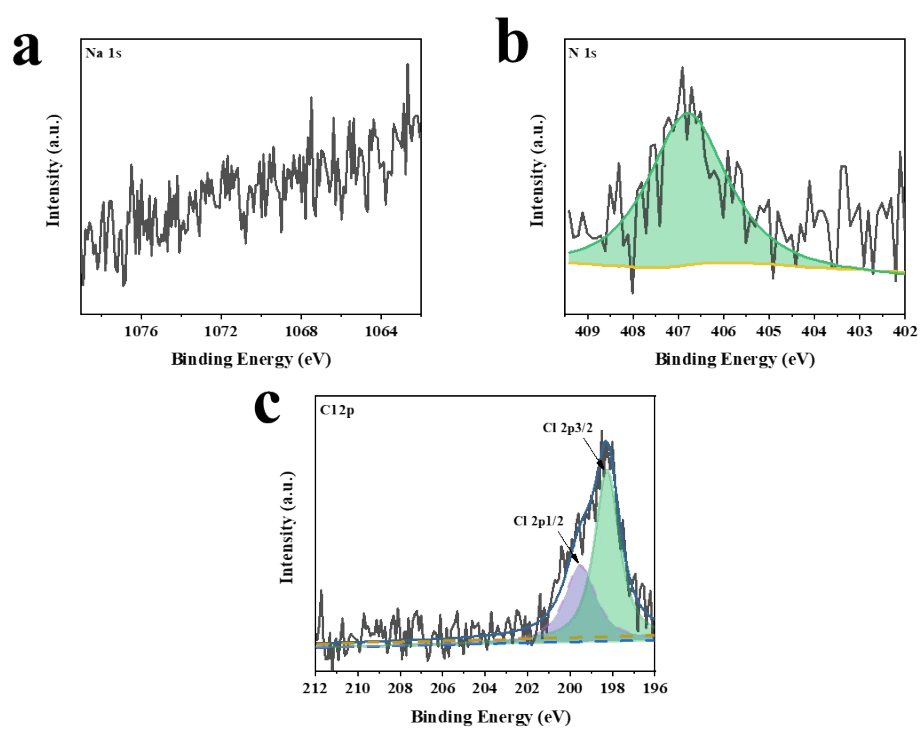 a
Na 1s
Intensity (a.u.)
1076 1072 1068 1064
Binding Energy (eV)
b
N 1s
Intensity (a.u.)
409 408 407 406 405 404 403 402
Binding Energy (eV)
c
Cl2p
Cl 2p3/2
Cl 2p1/2
Intensity (a.u.)
212 210 208 206 204 202 200 198 196
Binding Energy (eV)